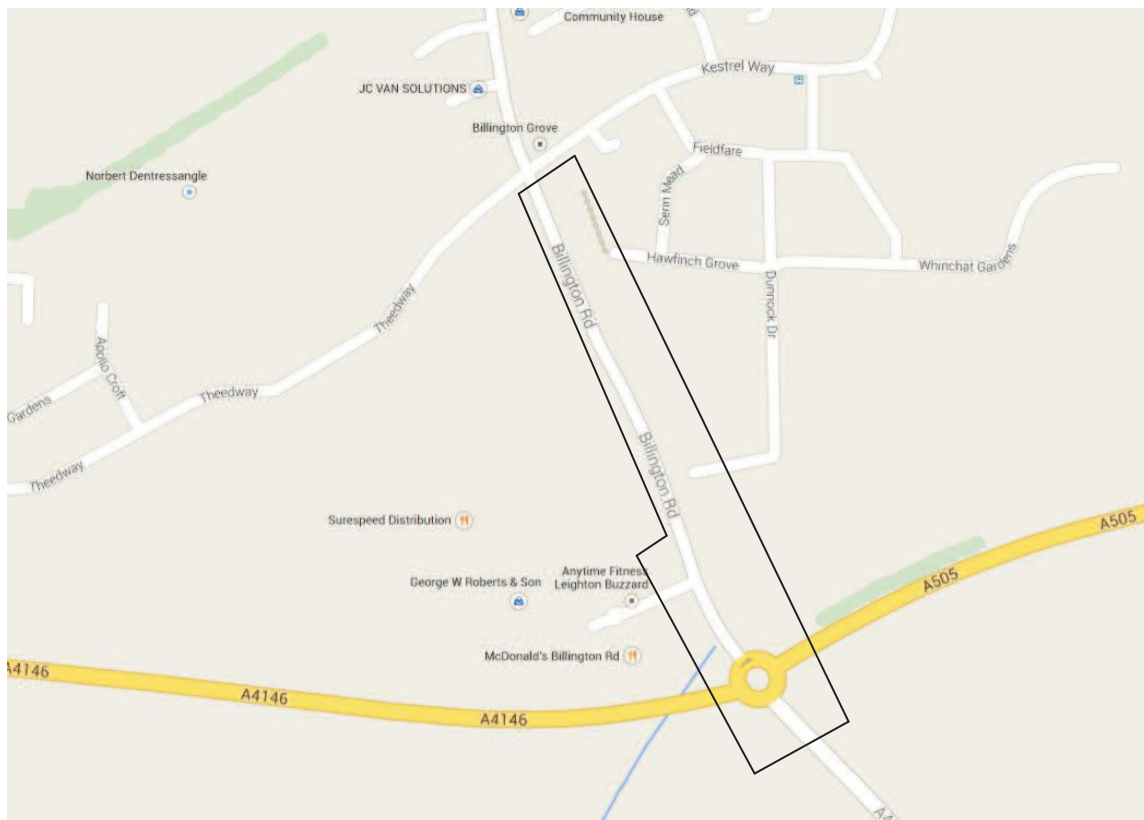 Community House
Kestrel Way
JC VAN SOLUTIONS
Billington Grove
Fieldfare
Norbert Dentressangle
Serin Mead
Hawfinch Grove
Whinchat Gardens
Billington Rd
Dunnock Dr
Theedway
Apollo Croft
Theedway
Gardens
Billington Rd
Theedway
Surespeed Distribution
A505
Anytime Fitness
Leighton Buzzard
George W Roberts & Son
A505
McDonald's Billington Rd
A4146
A4146
A4146